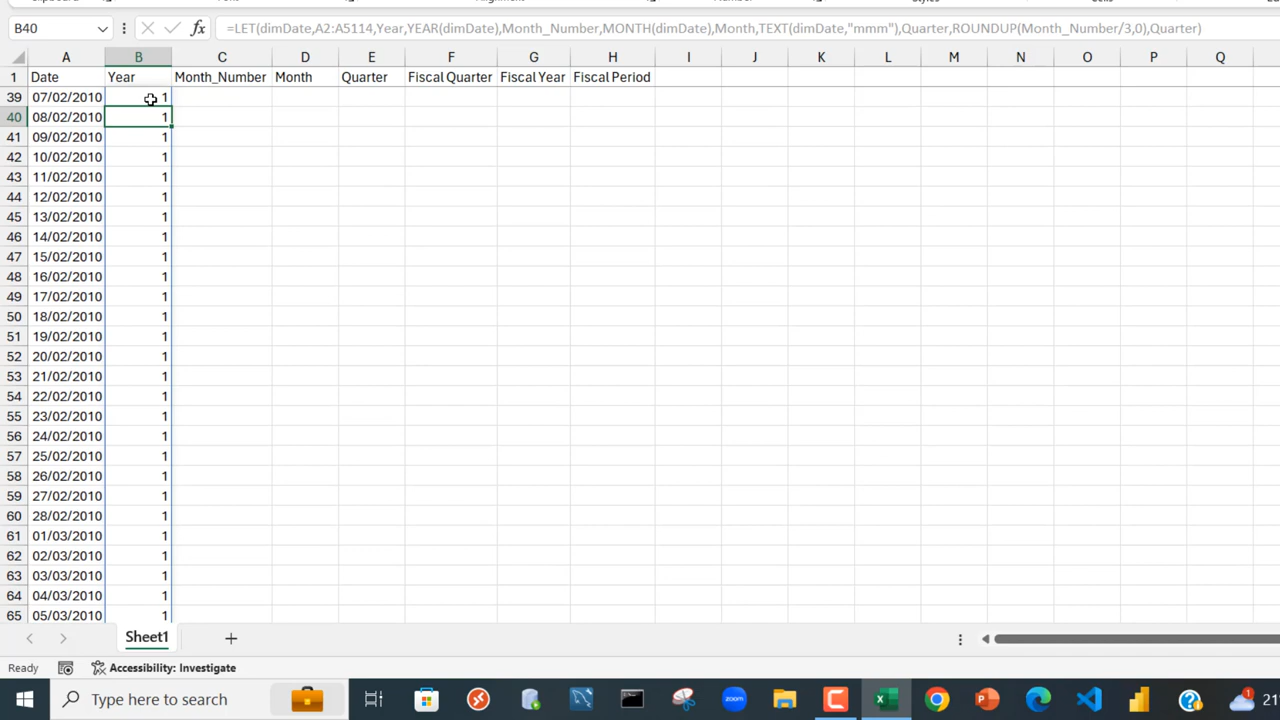 B40 =LET(dimDate,A2:A5114,Year,YEAR(dimDate),Month_Number,MONTH(dimDate),Month,TEXT(dimDate,"mmm"),Quarter,ROUNDUP(Month_Number/3,0),Quarter)
A B C D E F G H I J K L M N O P Q
1 Date Year Month_Number Month Quarter Fiscal Quarter Fiscal Year Fiscal Period
39 07/02/2010 1
40 08/02/2010 1
41 09/02/2010 1
42 10/02/2010 1
43 11/02/2010 1
44 12/02/2010 1
45 13/02/2010 1
46 14/02/2010 1
47 15/02/2010 1
48 16/02/2010 1
49 17/02/2010 1
50 18/02/2010 1
51 19/02/2010 1
52 20/02/2010 1
53 21/02/2010 1
54 22/02/2010 1
55 23/02/2010 1
56 24/02/2010 1
57 25/02/2010 1
58 26/02/2010 1
59 27/02/2010 1
60 28/02/2010 1
61 01/03/2010 1
62 02/03/2010 1
63 03/03/2010 1
64 04/03/2010 1
65 05/03/2010 1
Sheet1
Ready Accessibility: Investigate
Type here to search zoom 21